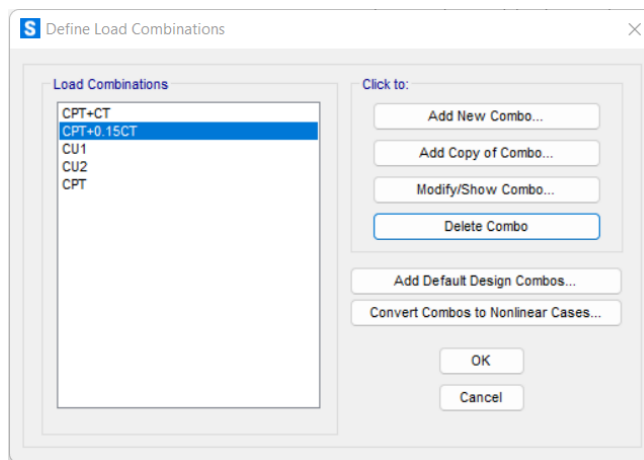 S Define Load Combinations
Load Combinations
CPT+CT
CPT+0.15CT
CU1
CU2
CPT
Click to:
Add New Combo...
Add Copy of Combo...
Modify/Show Combo...
Delete Combo
Add Default Design Combos...
Convert Combos to Nonlinear Cases...
OK
Cancel